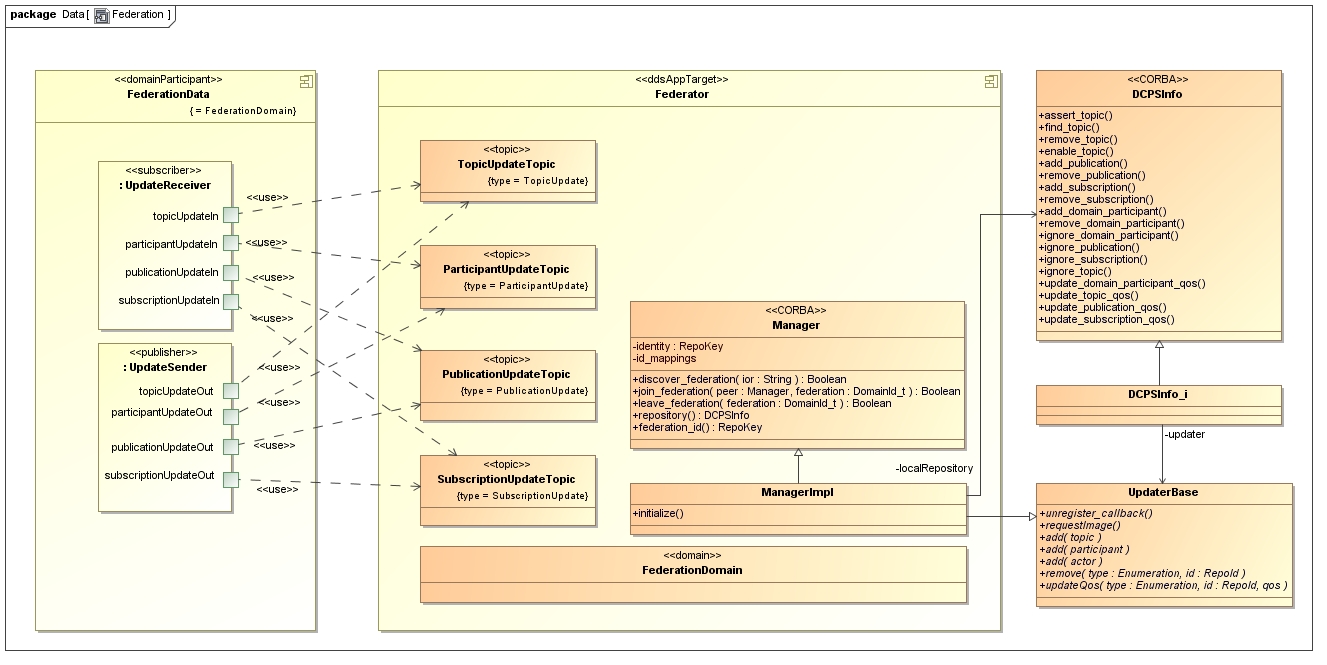 package Data[ Federation ]
<<domainParticipant>>
FederationData
{ = FederationDomain}
<<subscriber>>
: UpdateReceiver
topicUpdateIn
participantUpdateIn
publicationUpdateIn
subscriptionUpdateIn
<<publisher>>
: UpdateSender
topicUpdateOut
participantUpdateOut
publicationUpdateOut
subscriptionUpdateOut
<<use>>
<<use>>
<<use>>
<<use>>
<<use>>
<<use>>
<<use>>
<<use>>
<<ddsAppTarget>>
Federator
<<topic>>
TopicUpdateTopic
{type = TopicUpdate}
<<topic>>
ParticipantUpdateTopic
{type = ParticipantUpdate}
<<topic>>
PublicationUpdateTopic
{type = PublicationUpdate}
<<topic>>
SubscriptionUpdateTopic
{type = SubscriptionUpdate}
<<CORBA>>
Manager
-identity : RepoKey
-id_mappings
+discover_federation( ior : String ) : Boolean
+join_federation( peer : Manager, federation : DomainId_t ) : Boolean
+leave_federation( federation : DomainId_t ) : Boolean
+repository() : DCPSInfo
+federation_id() : RepoKey
-localRepository
ManagerImpl
+initialize()
<<domain>>
FederationDomain
<<CORBA>>
DCPSInfo
+assert_topic()
+find_topic()
+remove_topic()
+enable_topic()
+add_publication()
+remove_publication()
+add_subscription()
+remove_subscription()
+add_domain_participant()
+remove_domain_participant()
+ignore_domain_participant()
+ignore_publication()
+ignore_subscription()
+ignore_topic()
+update_domain_participant_qos()
+update_topic_qos()
+update_publication_qos()
+update_subscription_qos()
DCPSInfo_i
-updater
UpdaterBase
+unregister_callback()
+requestImage()
+add( topic )
+add( participant )
+add( actor )
+remove( type : Enumeration, id : RepoId )
+updateQos( type : Enumeration, id : RepoId, qos )